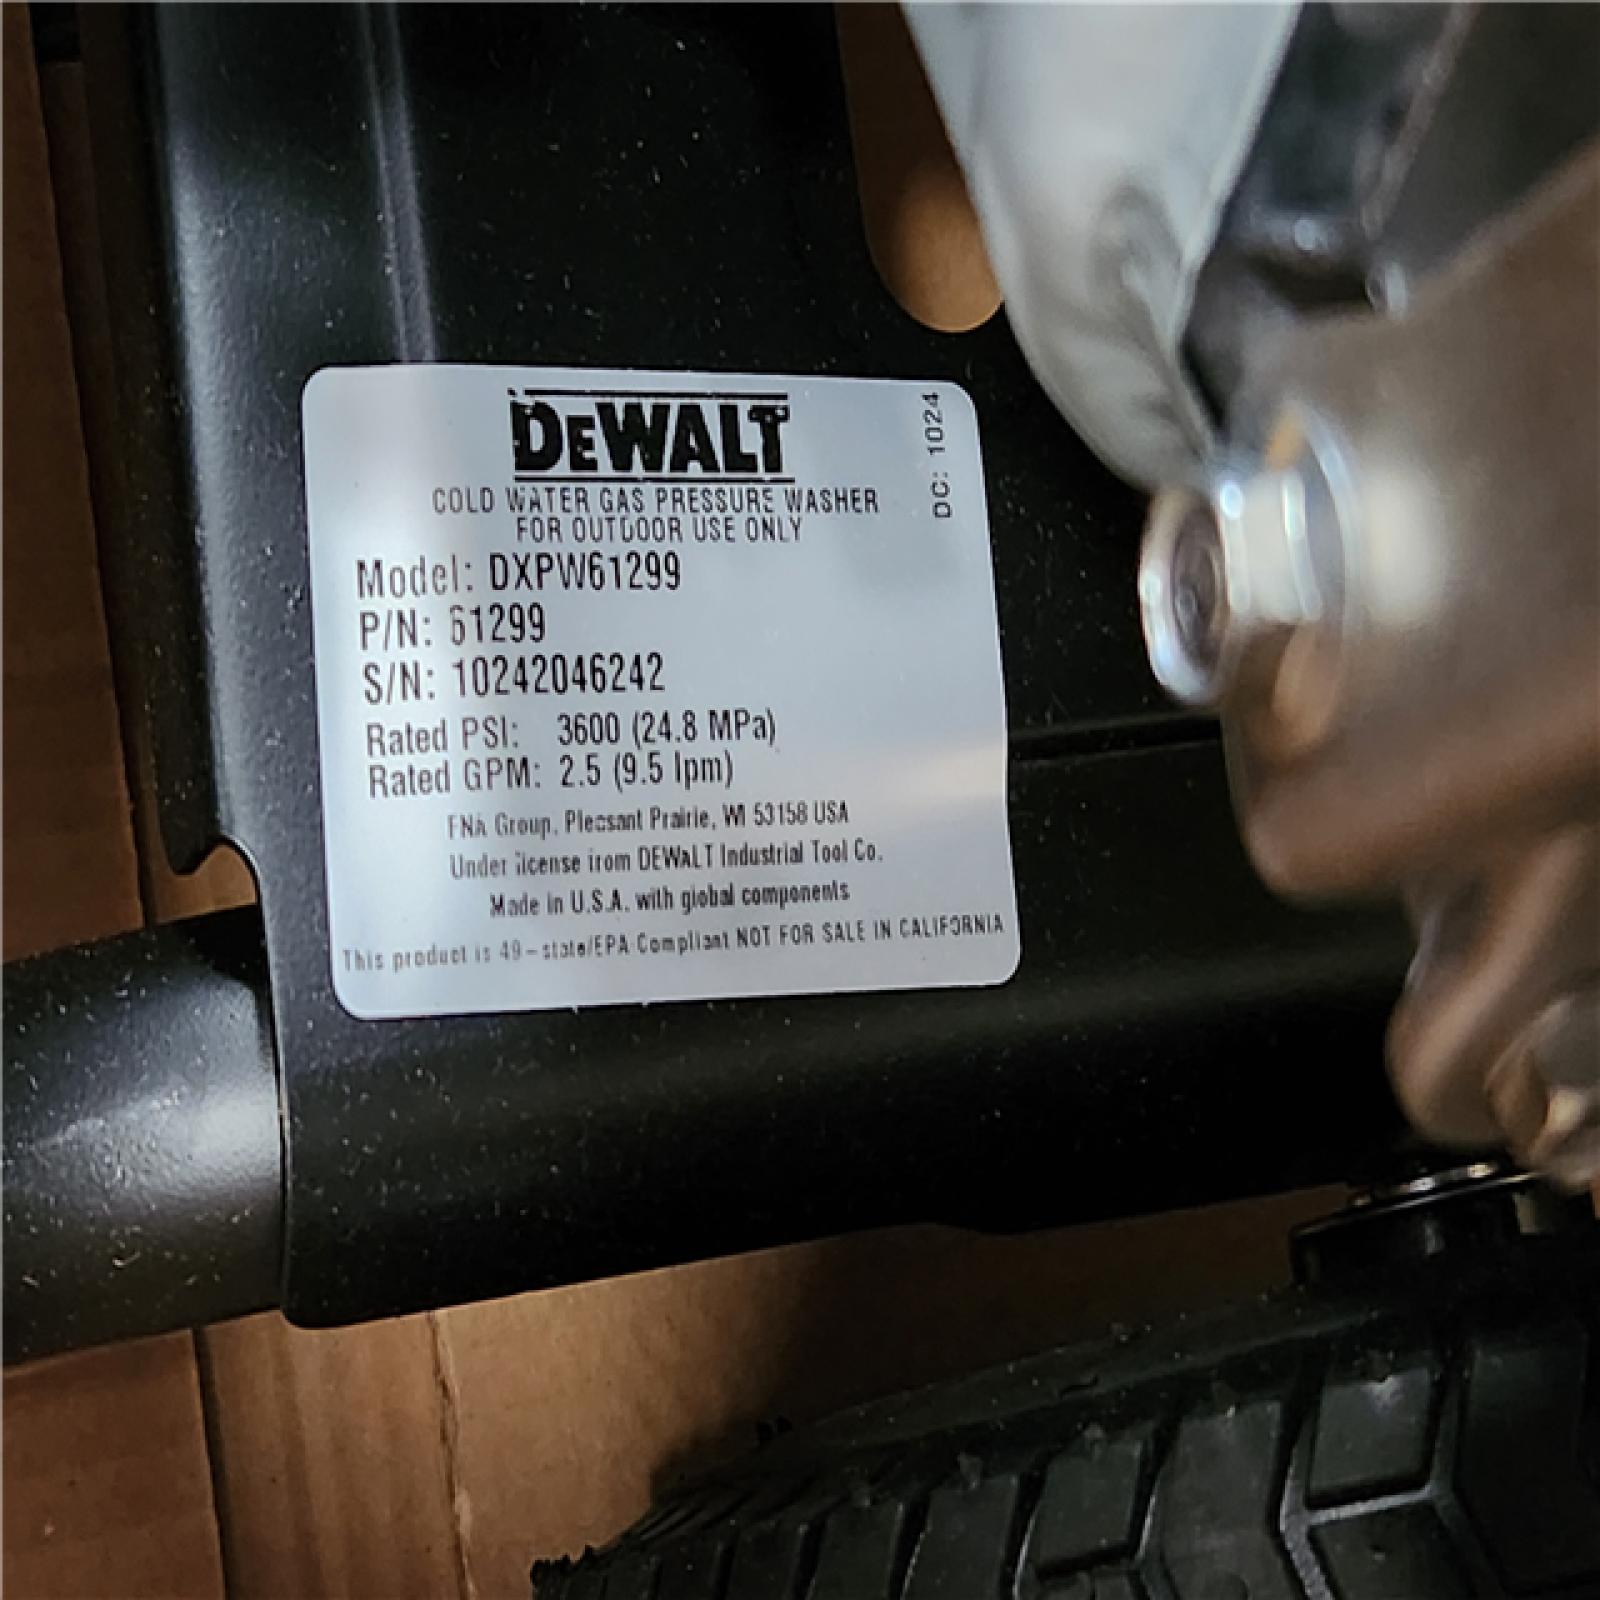 DEWALT
DC: 1024
COLD WATER GAS PRESSURE WASHER
FOR OUTDOOR USE ONLY
Model: DXPW61299
P/N: 61299
S/N: 10242046242
Rated PSI: 3600 (24.8 MPa)
Rated GPM: 2.5 (9.5 lpm)
FNA Group, Pleasant Prairie, WI 53158 USA
Under license from DEWALT Industrial Tool Co.
Made in U.S.A. with global components
This product is 49-state/EPA Compliant NOT FOR SALE IN CALIFORNIA